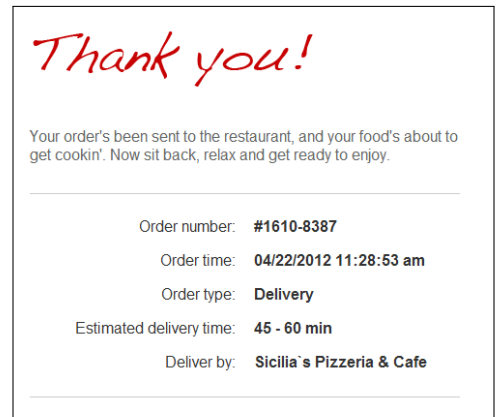 Thank you!
Your order's been sent to the restaurant, and your food's about to
get cookin'. Now sit back, relax and get ready to enjoy.
Order number: #1610-8387
Order time: 04/22/2012 11:28:53 am
Order type: Delivery
Estimated delivery time: 45 - 60 min
Deliver by: Sicilia`s Pizzeria & Cafe